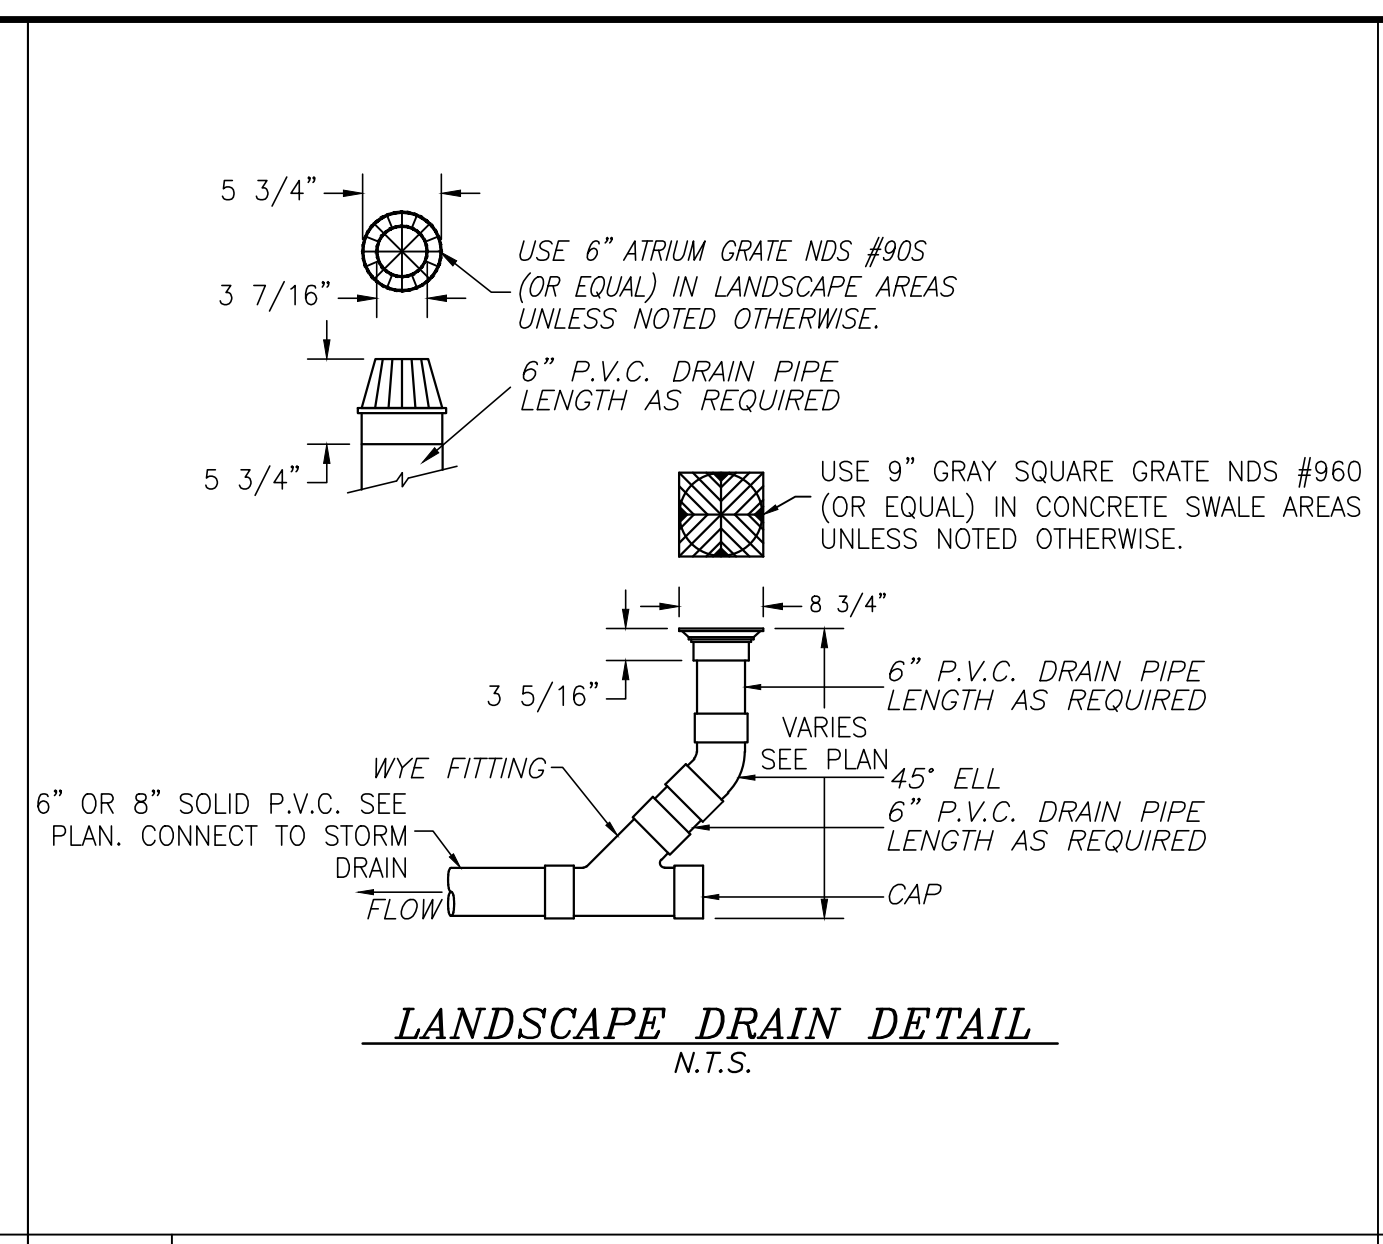 5 3/4"
USE 6" ATRIUM GRATE NDS #90S
(OR EQUAL) IN LANDSCAPE AREAS
UNLESS NOTED OTHERWISE.
3 7/16"
6" P.V.C. DRAIN PIPE
LENGTH AS REQUIRED
5 3/4"
USE 9" GRAY SQUARE GRATE NDS #960
(OR EQUAL) IN CONCRETE SWALE AREAS
UNLESS NOTED OTHERWISE.
8 3/4"
3 5/16"
6" P.V.C. DRAIN PIPE
LENGTH AS REQUIRED
VARIES
SEE PLAN
WYE FITTING
45° ELL
6" OR 8" SOLID P.V.C. SEE
PLAN. CONNECT TO STORM
DRAIN
6" P.V.C. DRAIN PIPE
LENGTH AS REQUIRED
FLOW
CAP
LANDSCAPE DRAIN DETAIL
N.T.S.